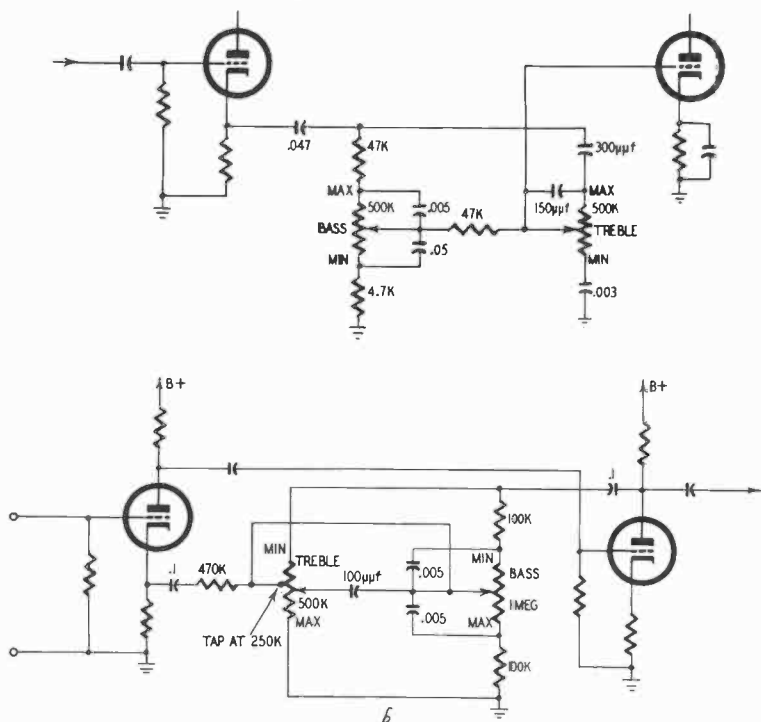 .047
47K
300μμf
MAX
MAX
.005
150μμf
500K
500K
47K
BASS
TREBLE
.05
MIN
MIN
4.7K
.003
B+
B+
.1
100K
MIN
MIN
TREBLE
.1
470K
100μμf
.005
BASS
500K
.005
1MEG
MAX
MAX
TAP AT 250K
100K
b